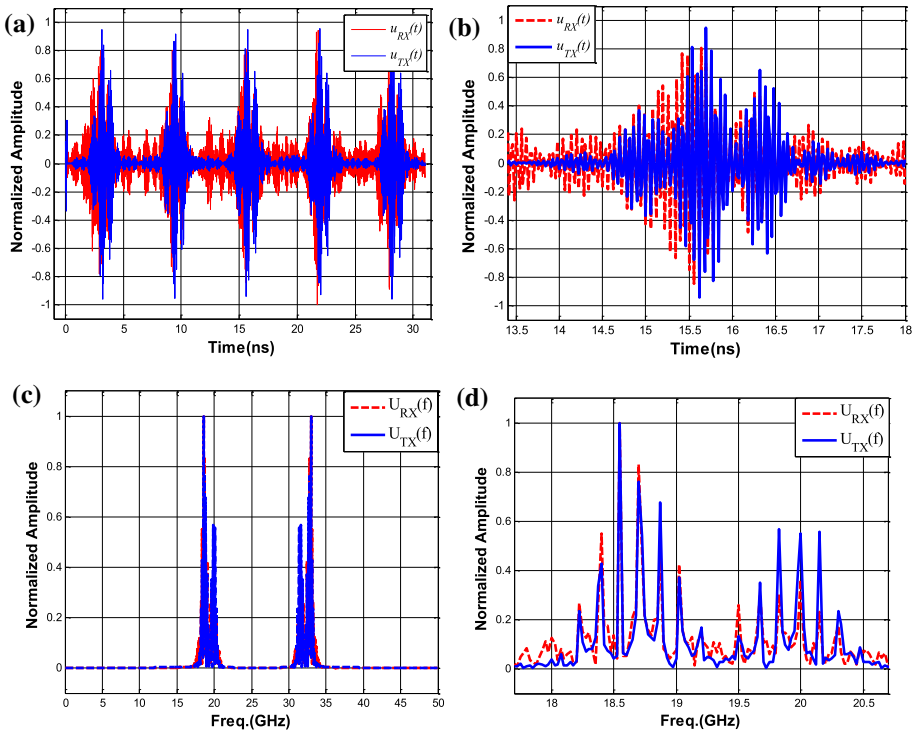 (a)
u_RX(t)
u_TX(t)
Normalized Amplitude
1
0.8
0.6
0.4
0.2
0
-0.2
-0.4
-0.6
-0.8
-1
0 5 10 15 20 25 30
Time(ns)
(b)
u_RX(t)
u_TX(t)
Normalized Amplitude
1
0.8
0.6
0.4
0.2
0
-0.2
-0.4
-0.6
-0.8
-1
13.5 14 14.5 15 15.5 16 16.5 17 17.5 18
Time(ns)
(c)
U_RX(f)
U_TX(f)
Normalized Amplitude
1
0.8
0.6
0.4
0.2
0
0 5 10 15 20 25 30 35 40 45 50
Freq.(GHz)
(d)
U_RX(f)
U_TX(f)
Normalized Amplitude
1
0.8
0.6
0.4
0.2
0
18 18.5 19 19.5 20 20.5
Freq.(GHz)